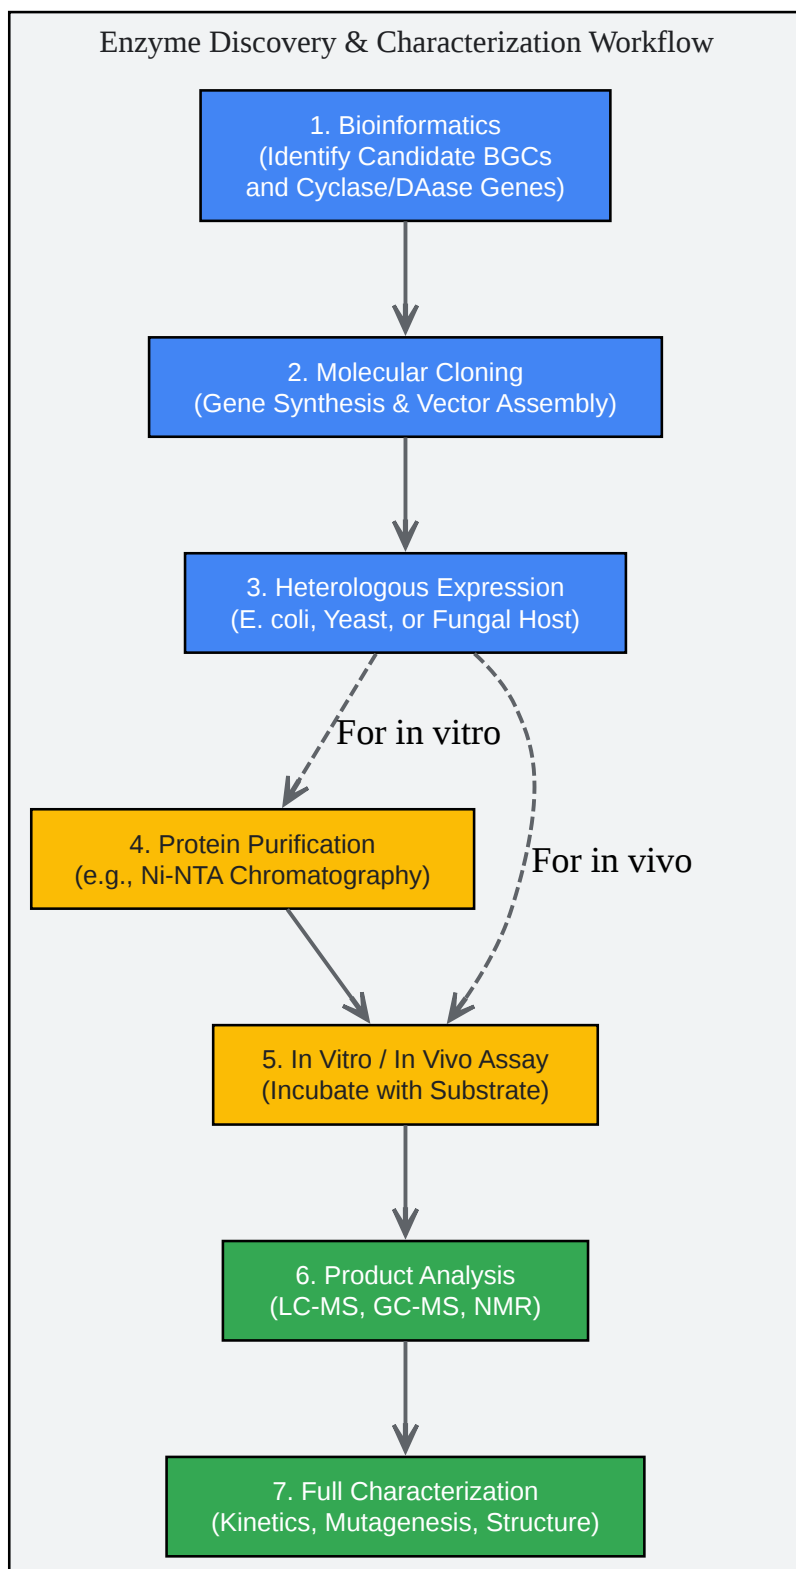 Enzyme Discovery & Characterization Workflow
1. Bioinformatics
(Identify Candidate BGCs
and Cyclase/DAase Genes)
2. Molecular Cloning
(Gene Synthesis & Vector Assembly)
3. Heterologous Expression
(E. coli, Yeast, or Fungal Host)
For in vitro
4. Protein Purification
(e.g., Ni-NTA Chromatography)
For in vivo
5. In Vitro / In Vivo Assay
(Incubate with Substrate)
6. Product Analysis
(LC-MS, GC-MS, NMR)
7. Full Characterization
(Kinetics, Mutagenesis, Structure)